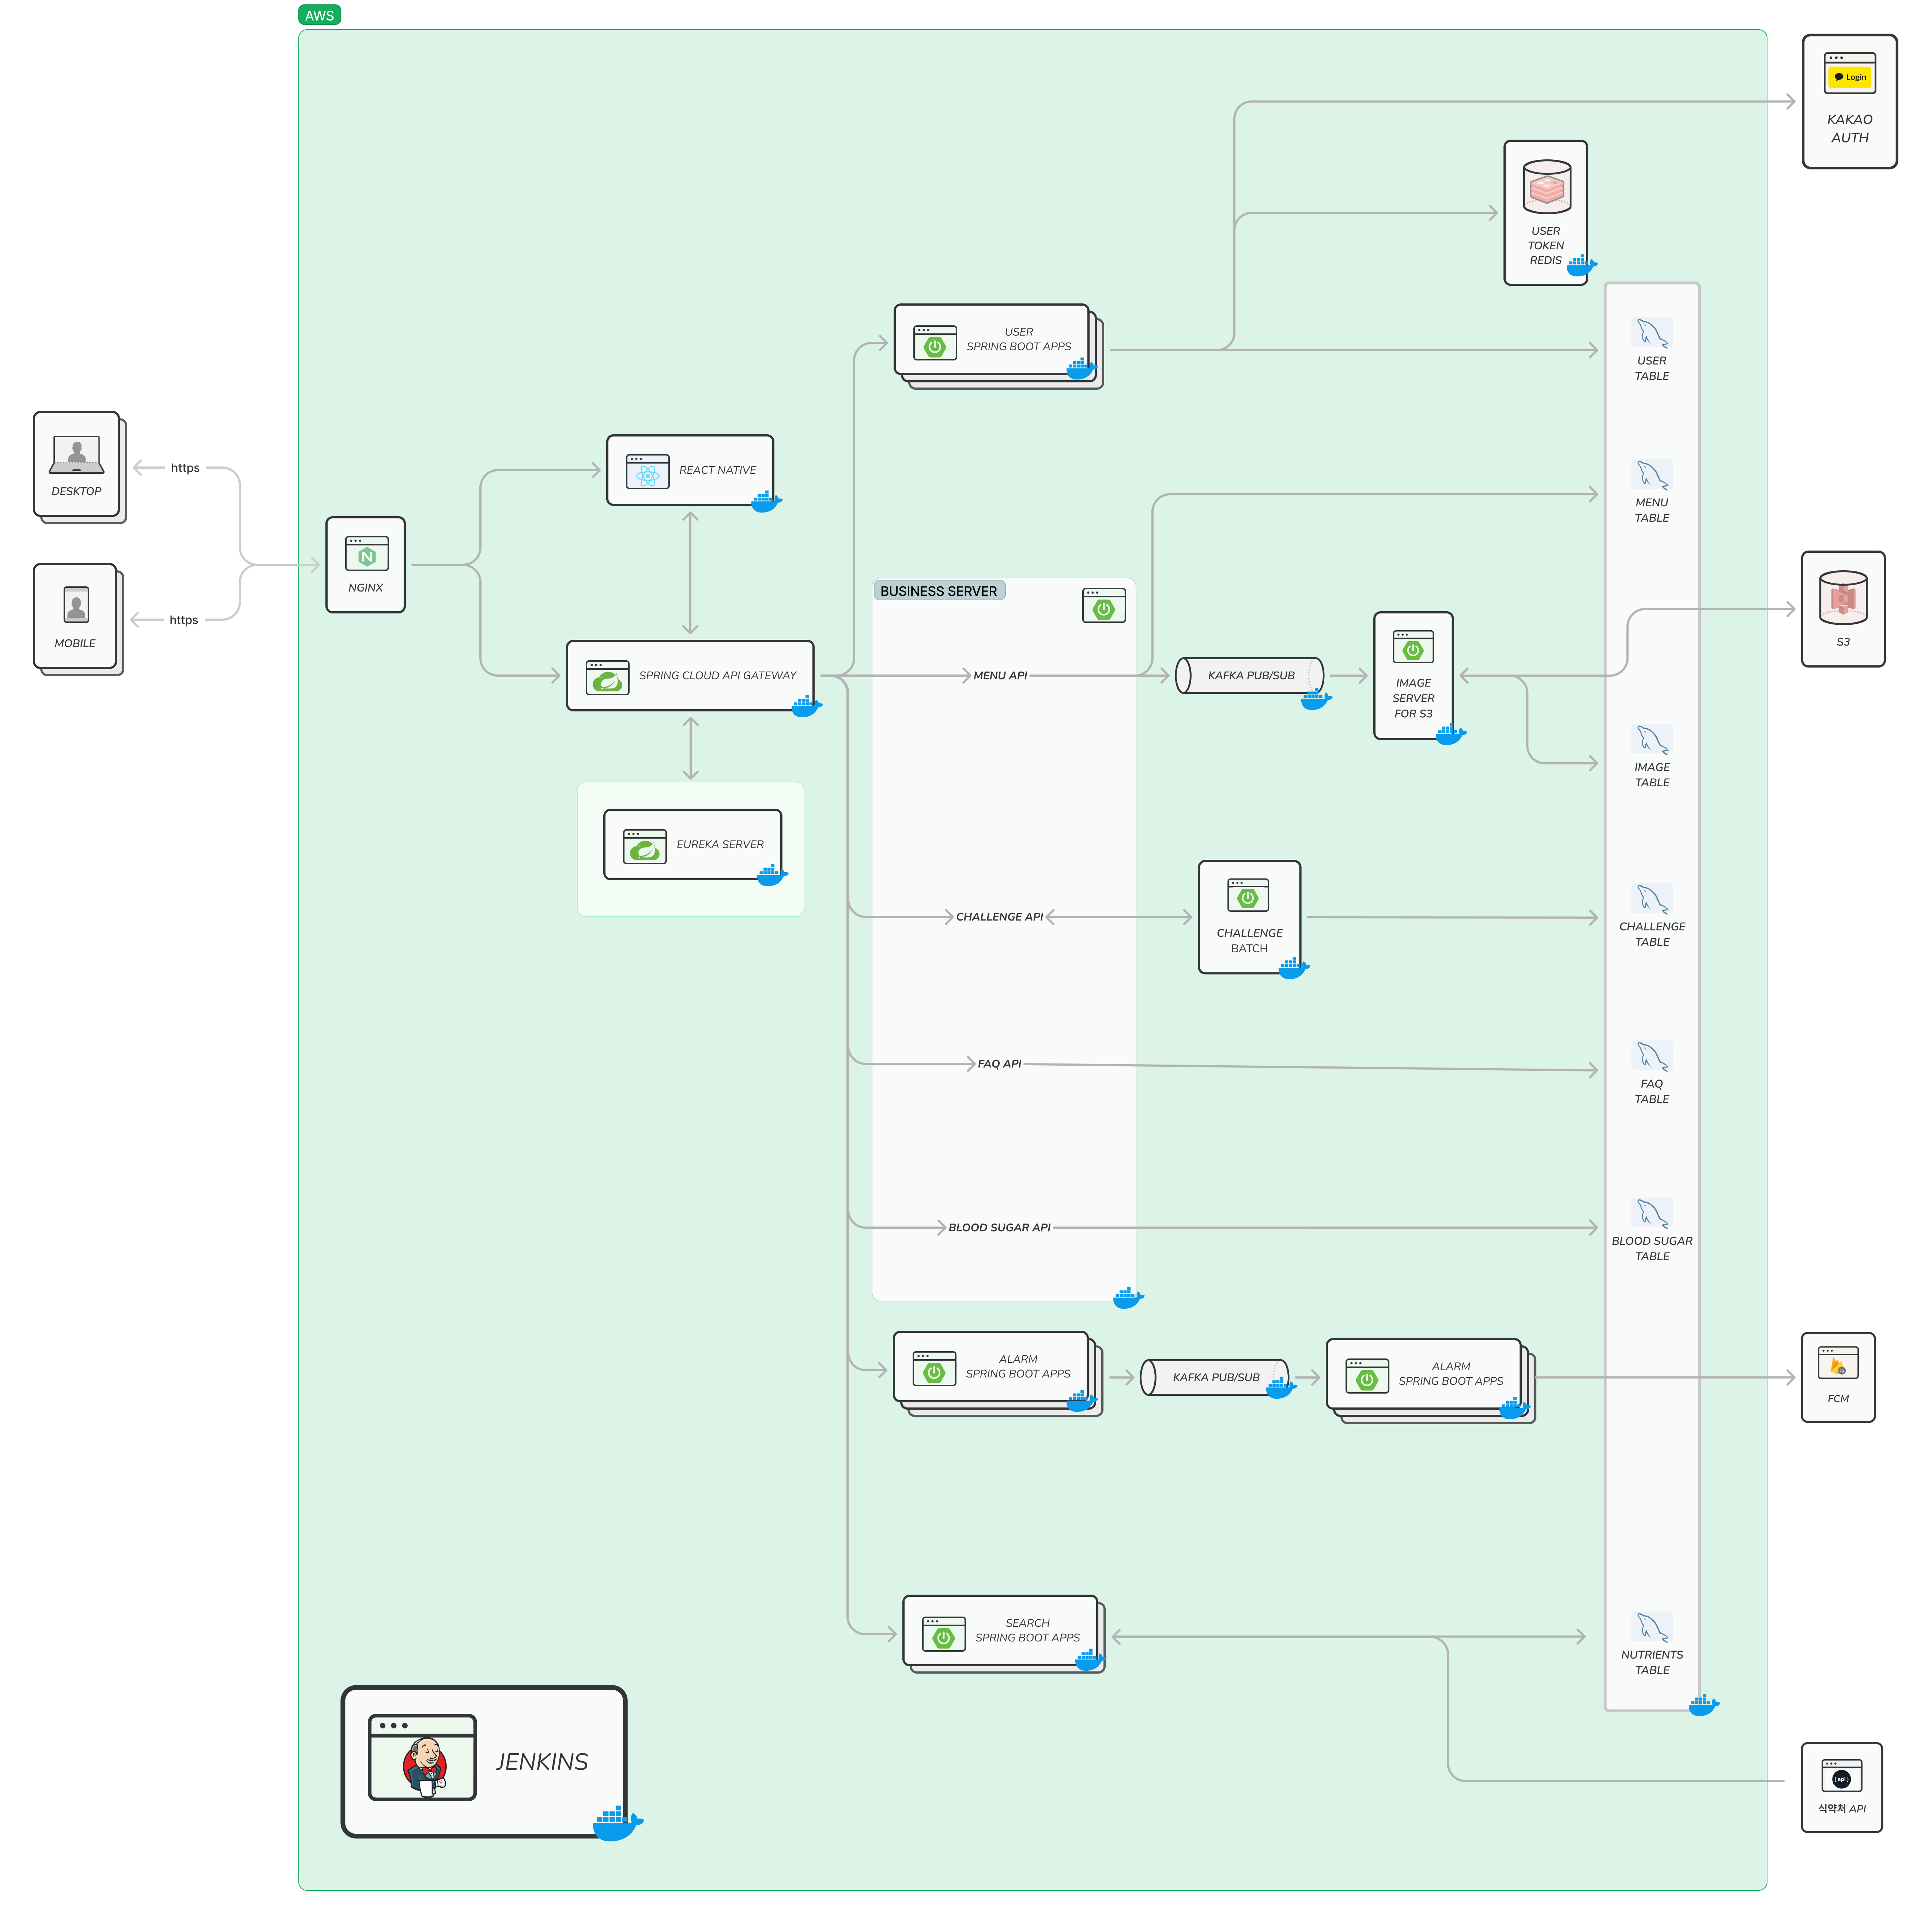 AWS
Login
KAKAO
AUTH
USER
TOKEN
REDIS
USER
SPRING BOOT APPS
USER
TABLE
DESKTOP
https
REACT NATIVE
MENU
TABLE
NGINX
MOBILE
https
BUSINESS SERVER
S3
SPRING CLOUD API GATEWAY
MENU API
KAFKA PUB/SUB
IMAGE
SERVER
FOR S3
IMAGE
TABLE
EUREKA SERVER
CHALLENGE API
CHALLENGE
BATCH
CHALLENGE
TABLE
FAQ API
FAQ
TABLE
BLOOD SUGAR API
BLOOD SUGAR
TABLE
ALARM
SPRING BOOT APPS
KAFKA PUB/SUB
ALARM
SPRING BOOT APPS
FCM
SEARCH
SPRING BOOT APPS
NUTRIENTS
TABLE
JENKINS
{api}
식약처 API